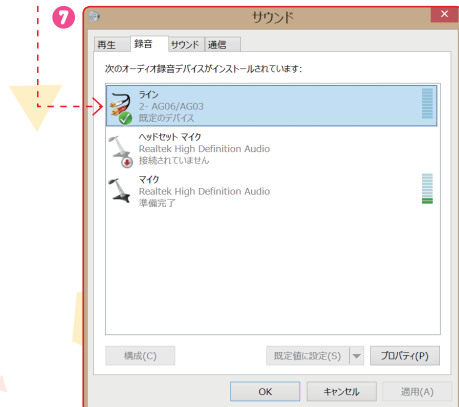 7
サウンド
再生 録音 サウンド 通信
次のオーディオ録音デバイスがインストールされています:
ライン
2- AG06/AG03
既定のデバイス
ヘッドセット マイク
Realtek High Definition Audio
接続されていません
マイク
Realtek High Definition Audio
準備完了
構成(C) 既定値に設定(S) プロパティ(P)
OK キャンセル 適用(A)